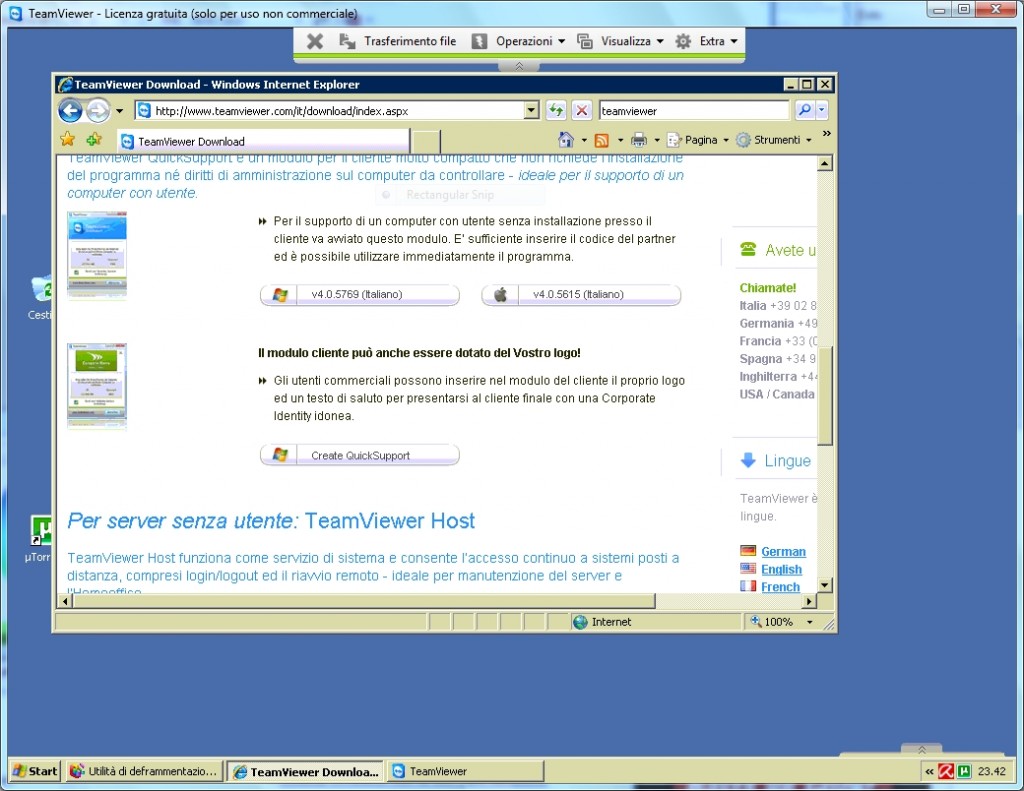 TeamViewer - Licenza gratuita (solo per uso non commerciale)
Trasferimento file Operazioni Visualizza Extra
TeamViewer Download - Windows Internet Explorer
http://www.teamviewer.com/it/download/index.aspx
teamviewer
TeamViewer Download
Pagina Strumenti
TeamViewer QuickSupport è un modulo per il cliente molto compatto che non richiede l'installazione
del programma né diritti di amministrazione sul computer da controllare - ideale per il supporto di un
computer con utente.
Rectangular Snip
Per il supporto di un computer con utente senza installazione presso il
cliente va avviato questo modulo. E' sufficiente inserire il codice del partner
ed è possibile utilizzare immediatamente il programma.
v4.0.5769 (Italiano)
v4.0.5615 (Italiano)
Il modulo cliente può anche essere dotato del Vostro logo!
Gli utenti commerciali possono inserire nel modulo del cliente il proprio logo
ed un testo di saluto per presentarsi al cliente finale con una Corporate
Identity idonea.
Create QuickSupport
Per server senza utente: TeamViewer Host
TeamViewer Host funziona come servizio di sistema e consente l'accesso continuo a sistemi posti a
distanza, compresi login/logout ed il riavvio remoto - ideale per manutenzione del server e
l'Homeoffice.
Avete u
Chiamate!
Italia +39 02 8
Germania +49
Francia +33 (0
Spagna +34 9
Inghilterra +44
USA / Canada
Lingue
TeamViewer è
lingue.
German
English
French
Internet
100%
Cesti
µTorr
Start
Utilità di deframmentazio...
TeamViewer Downloa...
TeamViewer
23.42